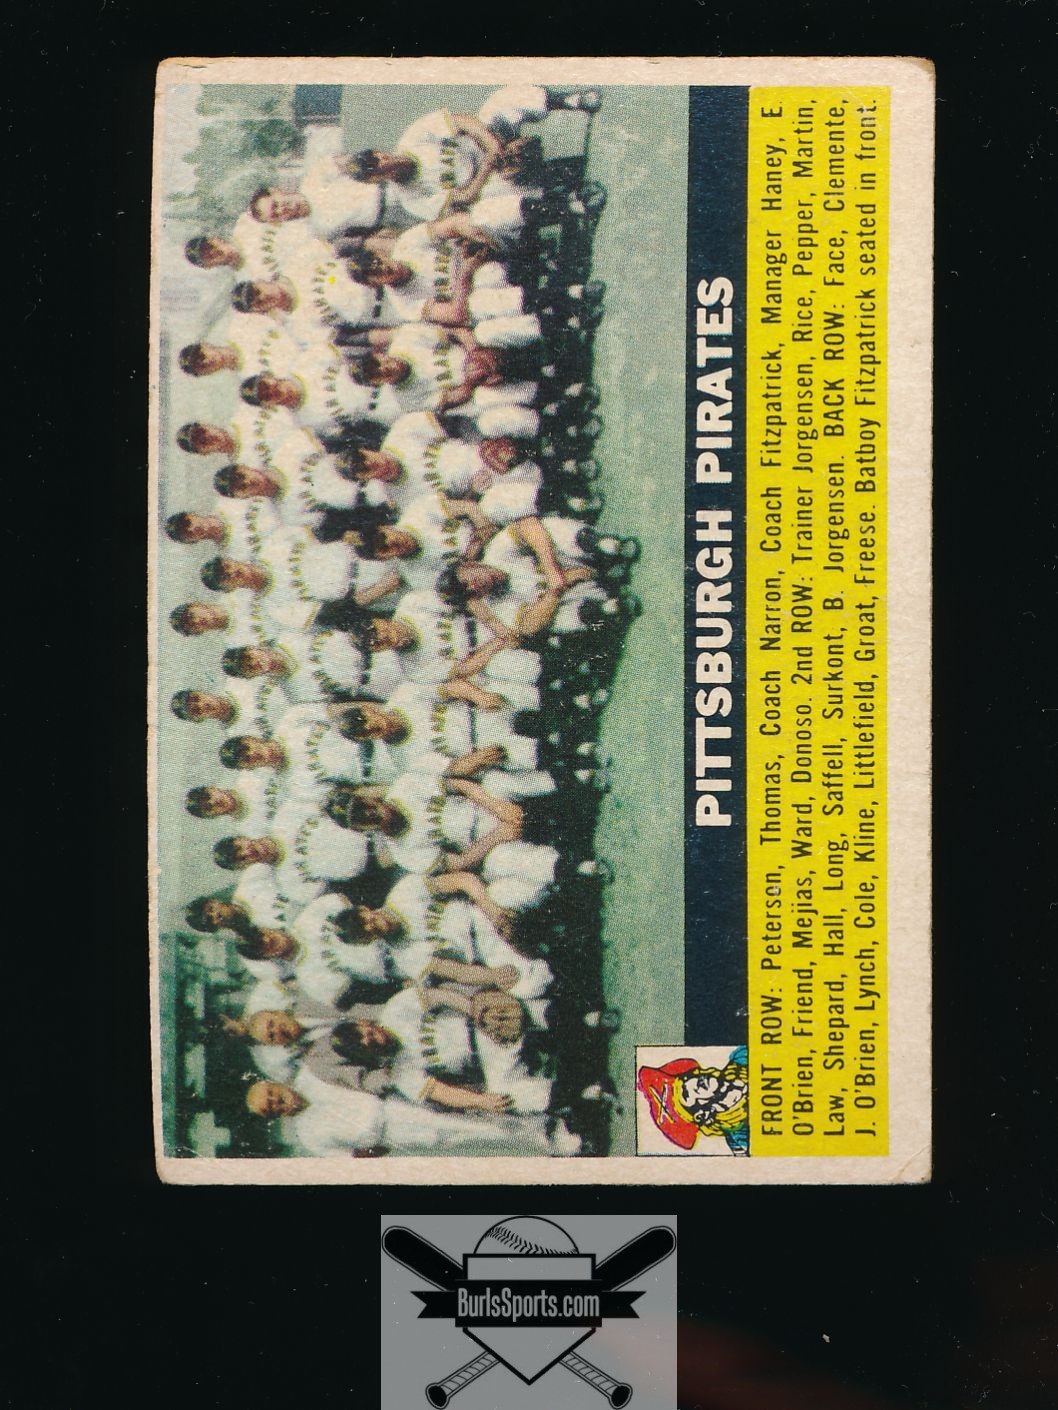 PITTSBURGH PIRATES
FRONT ROW: Peterson, Thomas, Coach Narron, Coach Fitzpatrick, Manager Haney, E.
O'Brien, Friend, Mejias, Ward, Donoso. 2nd ROW: Trainer Jorgensen, Rice, Pepper, Martin,
Law, Shepard, Hall, Long, Saffell, Surkont, B. Jorgensen. BACK ROW: Face, Clemente,
J. O'Brien, Lynch, Cole, Kline, Littlefield, Groat, Freese. Batboy Fitzpatrick seated in front.
BurlsSports.com